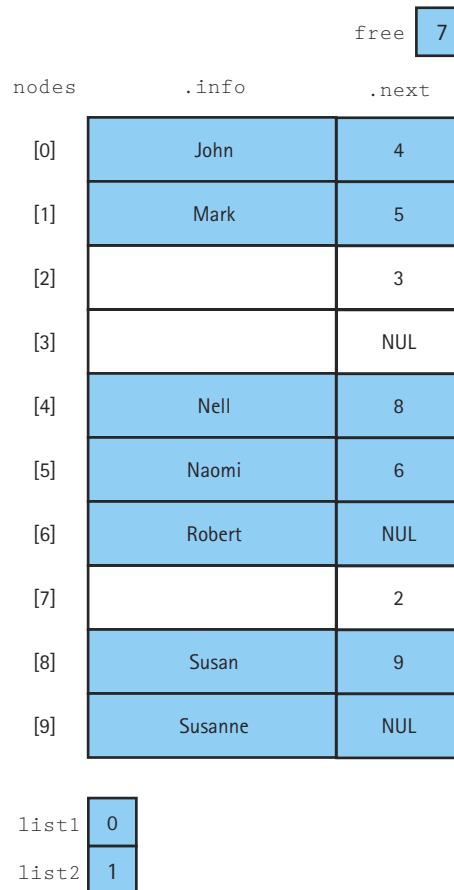 free 7
nodes .info .next
[0] John 4
[1] Mark 5
[2] 3
[3] NUL
[4] Nell 8
[5] Naomi 6
[6] Robert NUL
[7] 2
[8] Susan 9
[9] Susanne NUL
list1 0
list2 1